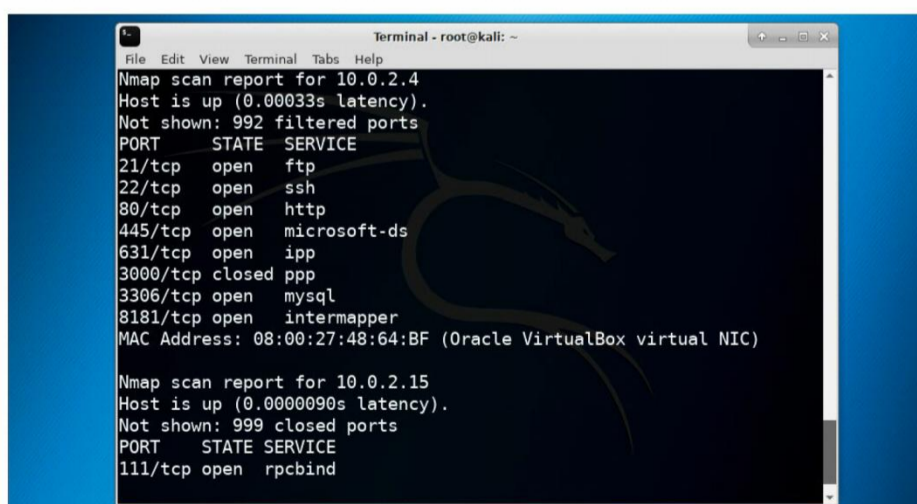 Terminal - root@kali: ~
File Edit View Terminal Tabs Help
Nmap scan report for 10.0.2.4
Host is up (0.00033s latency).
Not shown: 992 filtered ports
PORT     STATE  SERVICE
21/tcp   open   ftp
22/tcp   open   ssh
80/tcp   open   http
445/tcp  open   microsoft-ds
631/tcp  open   ipp
3000/tcp closed ppp
3306/tcp open   mysql
8181/tcp open   intermapper
MAC Address: 08:00:27:48:64:BF (Oracle VirtualBox virtual NIC)

Nmap scan report for 10.0.2.15
Host is up (0.0000090s latency).
Not shown: 999 closed ports
PORT    STATE SERVICE
111/tcp open  rpcbind